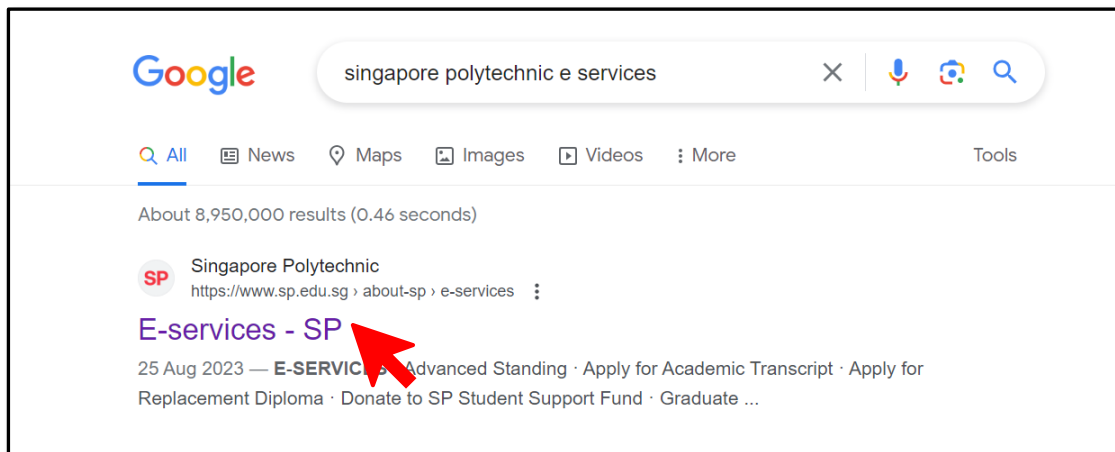 Google
singapore polytechnic e services
All News Maps Images Videos More Tools
About 8,950,000 results (0.46 seconds)
SP
Singapore Polytechnic
https://www.sp.edu.sg › about-sp › e-services
E-services - SP
25 Aug 2023 — E-SERVICES · Advanced Standing · Apply for Academic Transcript · Apply for
Replacement Diploma · Donate to SP Student Support Fund · Graduate ...